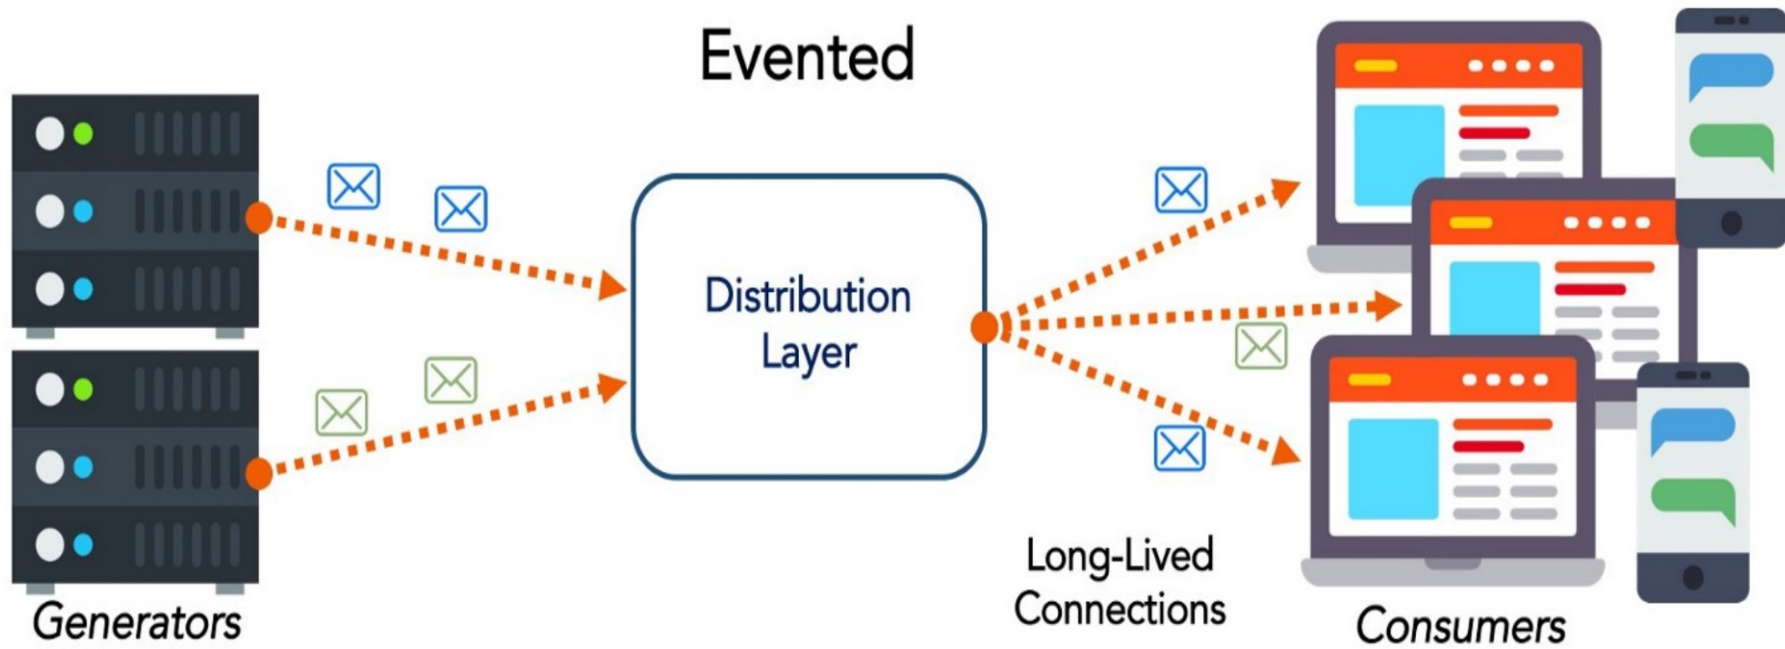 Evented
Distribution
Layer
Long-Lived
Connections
Generators
Consumers